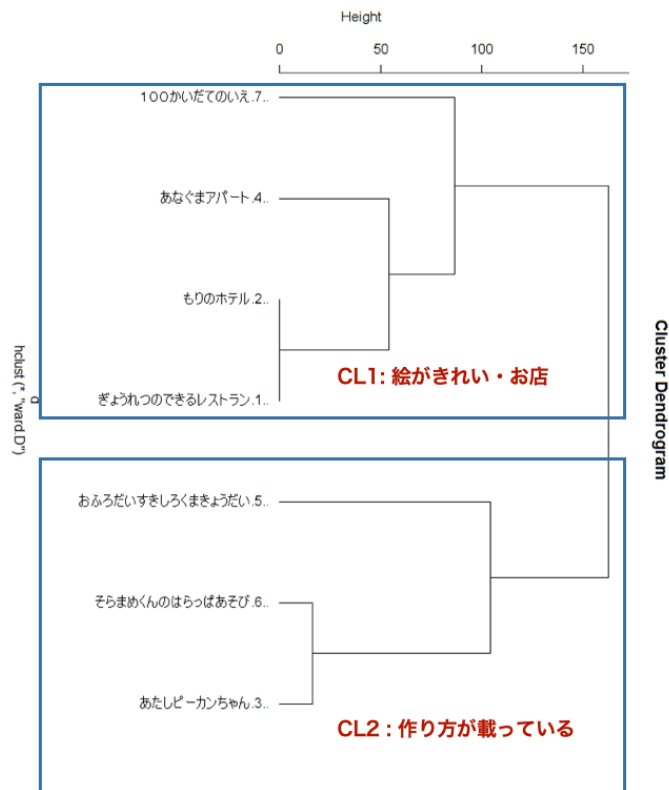 Height
0 50 100 150
100かいだてのいえ.7..
あなぐまアパート.4..
もりのホテル.2..
CL1: 絵がきれい・お店
ぎょうれつのできるレストラン.1..
おふろだいすきしろくまきょうだい.5..
そらまめくんのはらっぱあそび.6..
あたしピーカンちゃん.3..
CL2 : 作り方が載っている
D
hclust (*, "ward.D")
Cluster Dendrogram